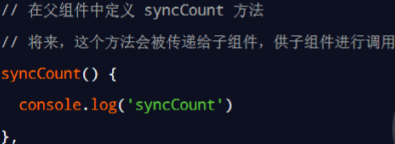 // 在父组件中定义 syncCount 方法
// 将来，这个方法会被传递给子组件，供子组件进行调用
syncCount() {
console.log('syncCount')
},